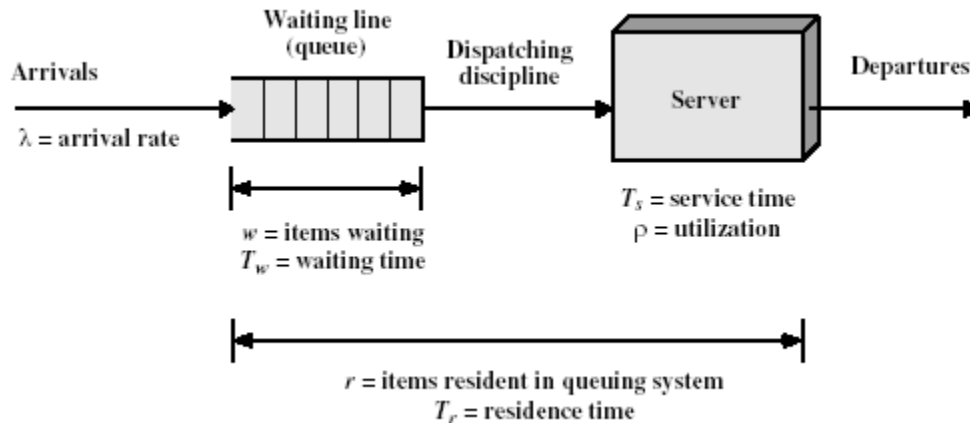 Waiting line
(queue)
Dispatching
discipline
Arrivals
Departures
Server
λ = arrival rate
w = items waiting
T_w = waiting time
T_s = service time
ρ = utilization
r = items resident in queuing system
T_r = residence time